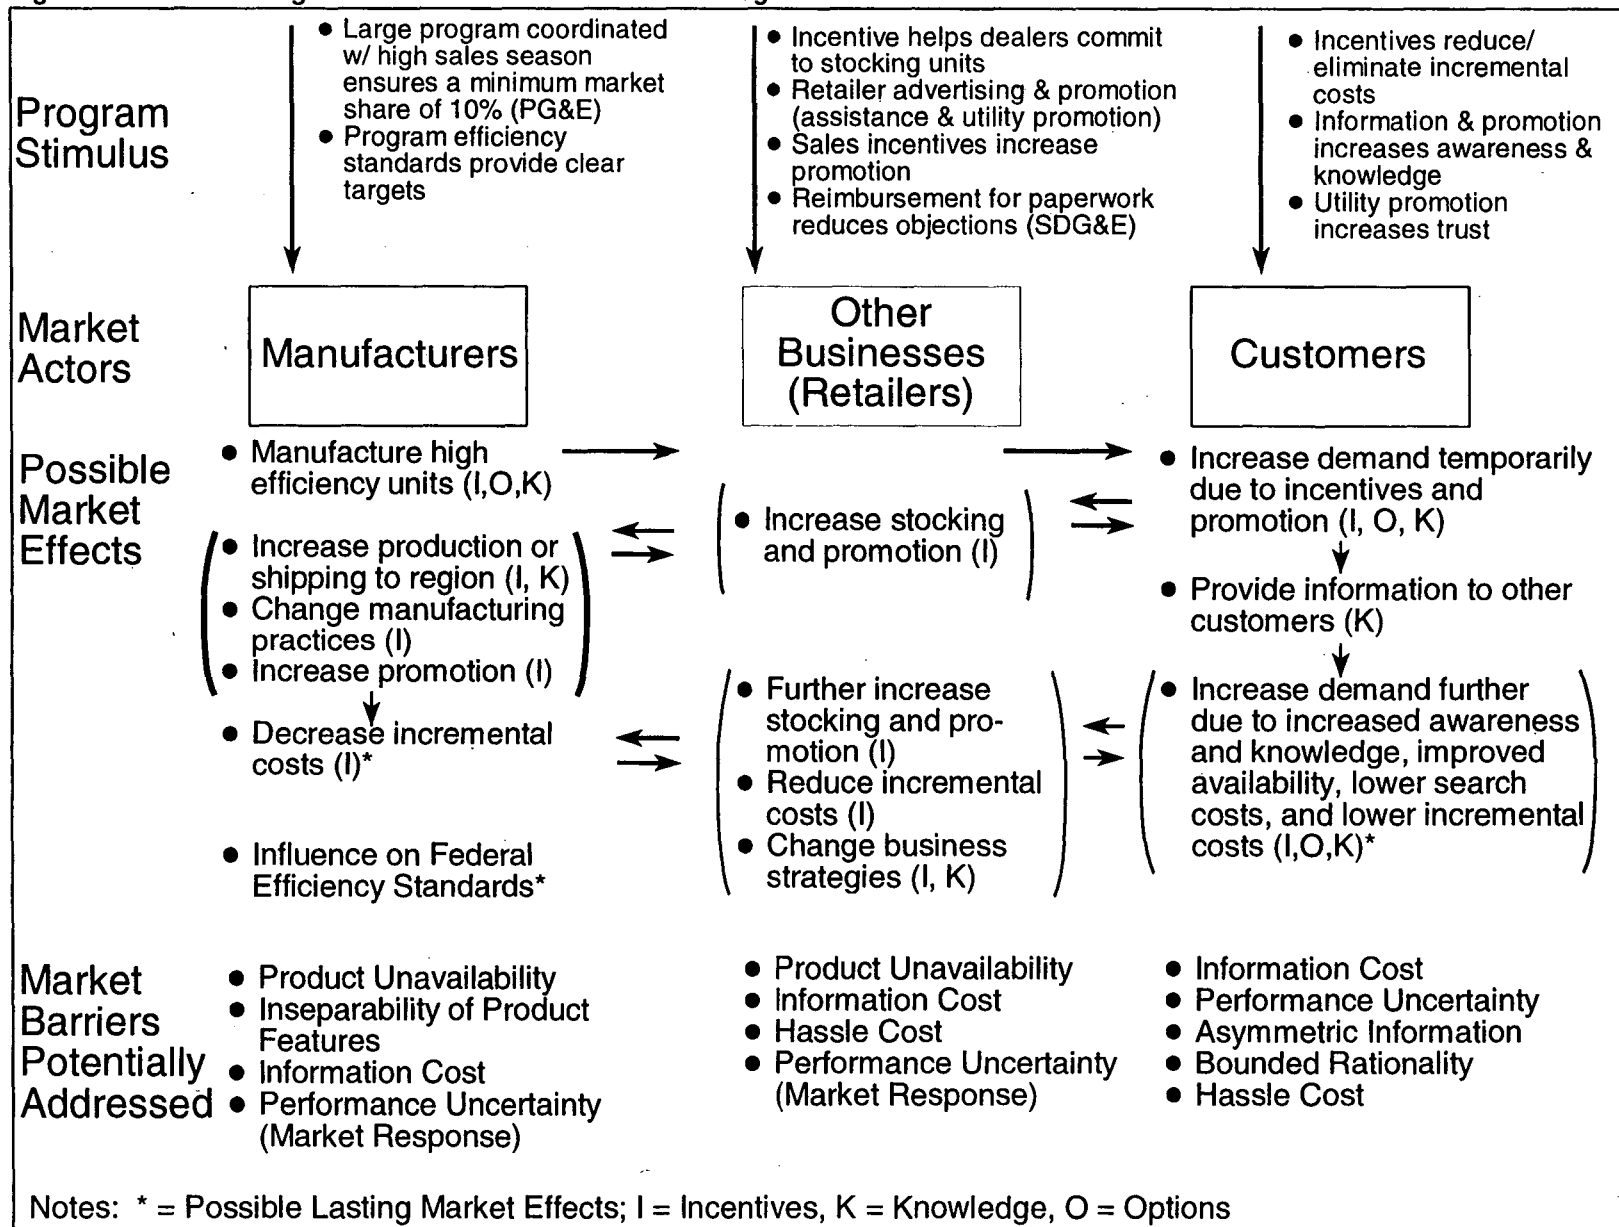 Program
Stimulus
● Large program coordinated
w/ high sales season
ensures a minimum market
share of 10% (PG&E)
● Program efficiency
standards provide clear
targets
● Incentive helps dealers commit
to stocking units
● Retailer advertising & promotion
(assistance & utility promotion)
● Sales incentives increase
promotion
● Reimbursement for paperwork
reduces objections (SDG&E)
● Incentives reduce/
eliminate incremental
costs
● Information & promotion
increases awareness &
knowledge
● Utility promotion
increases trust
Market
Actors
Manufacturers
Other
Businesses
(Retailers)
Customers
Possible
Market
Effects
● Manufacture high
efficiency units (I,O,K)
● Increase production or
shipping to region (I, K)
● Change manufacturing
practices (I)
● Increase promotion (I)
● Decrease incremental
costs (I)*
● Influence on Federal
Efficiency Standards*
● Increase stocking
and promotion (I)
● Further increase
stocking and pro-
motion (I)
● Reduce incremental
costs (I)
● Change business
strategies (I, K)
● Increase demand temporarily
due to incentives and
promotion (I, O, K)
● Provide information to other
customers (K)
● Increase demand further
due to increased awareness
and knowledge, improved
availability, lower search
costs, and lower incremental
costs (I,O,K)*
Market
Barriers
Potentially
Addressed
● Product Unavailability
● Inseparability of Product
Features
● Information Cost
● Performance Uncertainty
(Market Response)
● Product Unavailability
● Information Cost
● Hassle Cost
● Performance Uncertainty
(Market Response)
● Information Cost
● Performance Uncertainty
● Asymmetric Information
● Bounded Rationality
● Hassle Cost
Notes: * = Possible Lasting Market Effects; I = Incentives, K = Knowledge, O = Options